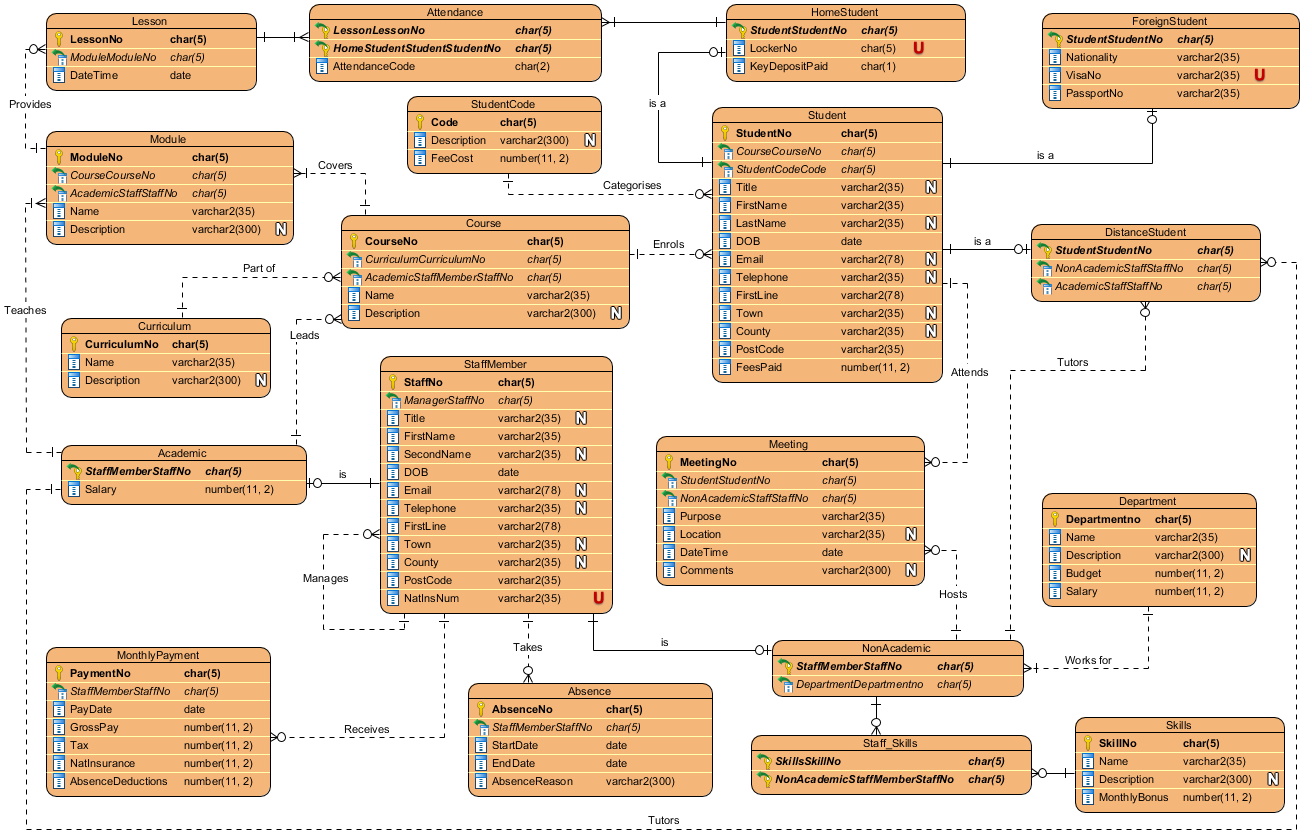 Lesson
LessonNo char(5)
ModuleModuleNo char(5)
DateTime date
Attendance
LessonLessonNo char(5)
HomeStudentStudentStudentNo char(5)
AttendanceCode char(2)
HomeStudent
StudentStudentNo char(5)
LockerNo char(5) U
KeyDepositPaid char(1)
ForeignStudent
StudentStudentNo char(5)
Nationality varchar2(35)
VisaNo varchar2(35) U
PassportNo varchar2(35)
Provides
is a
StudentCode
Code char(5)
Description varchar2(300) N
FeeCost number(11, 2)
Student
StudentNo char(5)
CourseCourseNo char(5)
StudentCodeCode char(5)
Title varchar2(35) N
FirstName varchar2(35)
LastName varchar2(35) N
DOB date
Email varchar2(78) N
Telephone varchar2(35) N
FirstLine varchar2(78)
Town varchar2(35) N
County varchar2(35) N
PostCode varchar2(35)
FeesPaid number(11, 2)
Module
ModuleNo char(5)
CourseCourseNo char(5)
AcademicStaffStaffNo char(5)
Name varchar2(35)
Description varchar2(300) N
Covers
is a
Categorises
Course
CourseNo char(5)
CurriculumCurriculumNo char(5)
AcademicStaffMemberStaffNo char(5)
Name varchar2(35)
Description varchar2(300) N
Enrols
is a
DistanceStudent
StudentStudentNo char(5)
NonAcademicStaffStaffNo char(5)
AcademicStaffStaffNo char(5)
Part of
Teaches
Curriculum
CurriculumNo char(5)
Name varchar2(35)
Description varchar2(300) N
Leads
StaffMember
StaffNo char(5)
ManagerStaffNo char(5)
Title varchar2(35) N
FirstName varchar2(35)
SecondName varchar2(35) N
DOB date
Email varchar2(78) N
Telephone varchar2(35) N
FirstLine varchar2(78)
Town varchar2(35) N
County varchar2(35) N
PostCode varchar2(35)
NatInsNum varchar2(35) U
Tutors
Attends
Academic
StaffMemberStaffNo char(5)
Salary number(11, 2)
is
Meeting
MeetingNo char(5)
StudentStudentNo char(5)
NonAcademicStaffStaffNo char(5)
Purpose varchar2(35)
Location varchar2(35) N
DateTime date
Comments varchar2(300) N
Department
Departmentno char(5)
Name varchar2(35)
Description varchar2(300) N
Budget number(11, 2)
Salary number(11, 2)
Manages
Hosts
Takes
is
NonAcademic
StaffMemberStaffNo char(5)
DepartmentDepartmentno char(5)
Works for
MonthlyPayment
PaymentNo char(5)
StaffMemberStaffNo char(5)
PayDate date
GrossPay number(11, 2)
Tax number(11, 2)
NatInsurance number(11, 2)
AbsenceDeductions number(11, 2)
Receives
Absence
AbsenceNo char(5)
StaffMemberStaffNo char(5)
StartDate date
EndDate date
AbsenceReason varchar2(300)
Staff_Skills
SkillsSkillNo char(5)
NonAcademicStaffMemberStaffNo char(5)
Skills
SkillNo char(5)
Name varchar2(35)
Description varchar2(300) N
MonthlyBonus number(11, 2)
Tutors